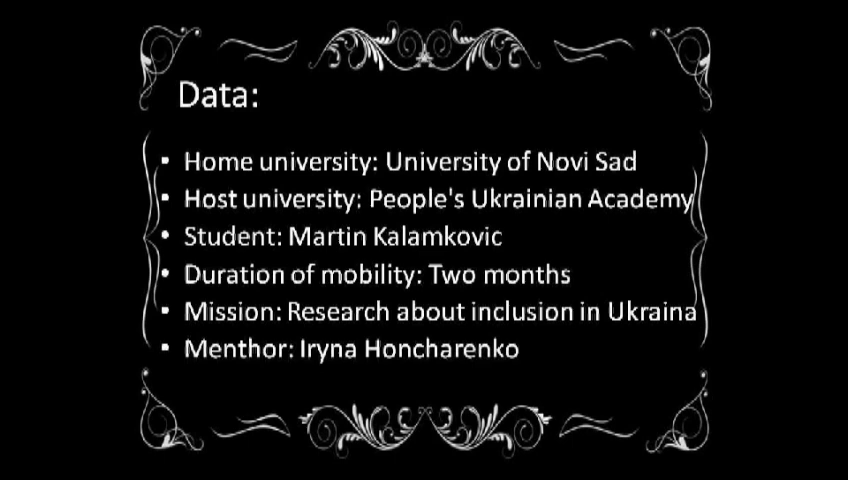 Data:
• Home university: University of Novi Sad
• Host university: People's Ukrainian Academy
• Student: Martin Kalamkovic
• Duration of mobility: Two months
• Mission: Research about inclusion in Ukraina
• Menthor: Iryna Honcharenko